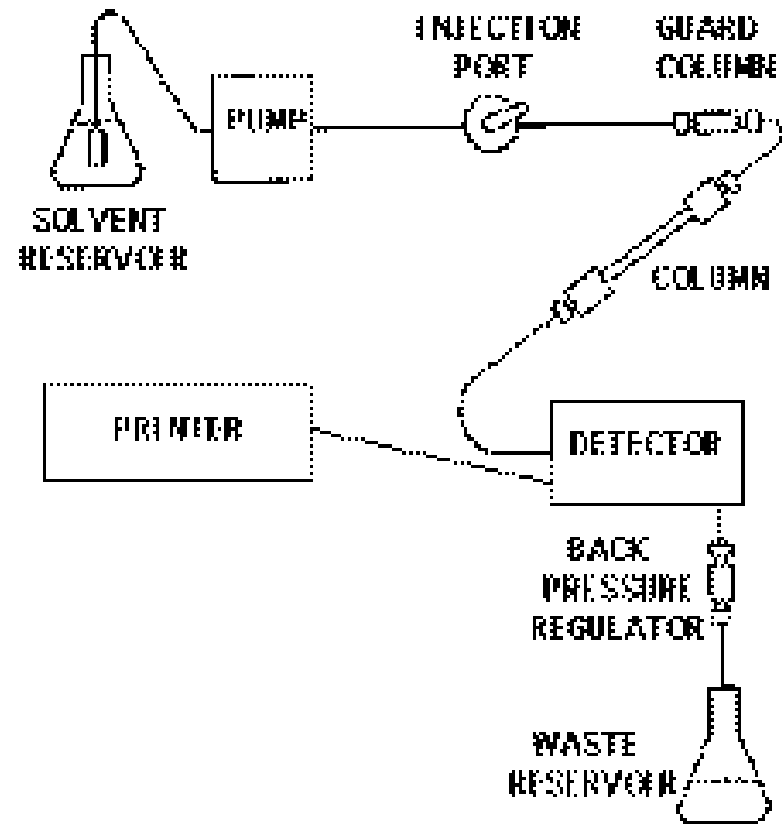 INJECTION
PORT
GUARD
COLUMN
PUMP
SOLVENT
RESERVOIR
COLUMN
PRINTER
DETECTOR
BACK
PRESSURE
REGULATOR
WASTE
RESERVOIR